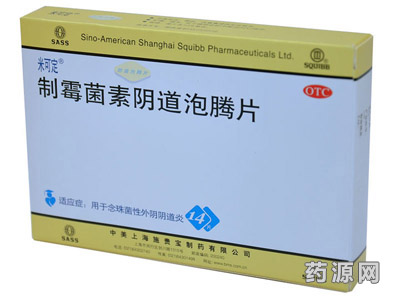 SASS
Sino-American Shanghai Squibb Pharmaceuticals Ltd.
SQUIBB
米可定®
OTC
制霉菌素阴道泡腾片
适应症：用于念珠菌性外阴阴道炎
14
SASS
中美上海施贵宝制药有限公司
SQUIBB
药源网